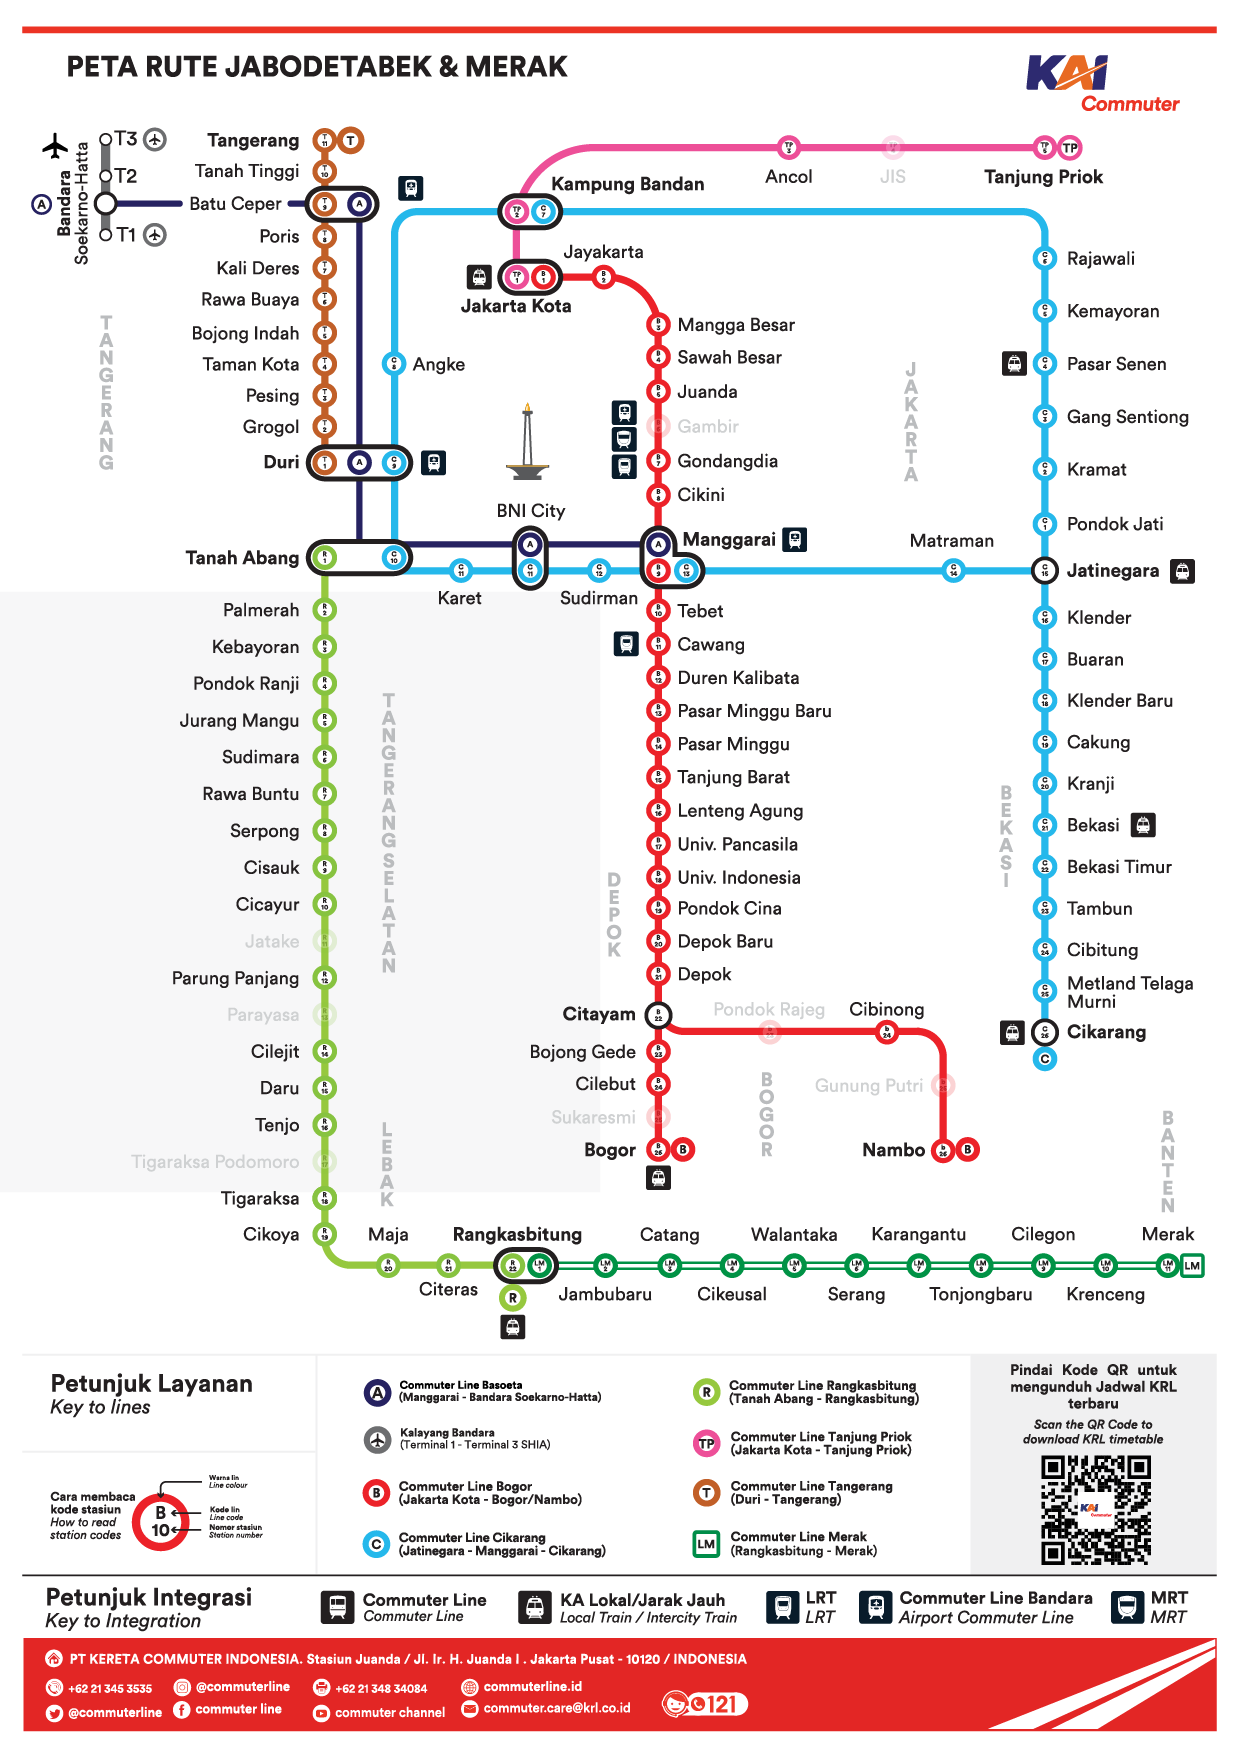 PETA RUTE JABODETABEK & MERAK
KAI
Commuter
T3
T2
T1
A
Bandara
Soekarno-Hatta
Tangerang
T
Tanah Tinggi
Batu Ceper
A
Poris
Kali Deres
Rawa Buaya
Bojong Indah
Taman Kota
Pesing
Grogol
Duri
A
Tanah Abang
TANGERANG
Kampung Bandan
Ancol
JIS
Tanjung Priok
TP
Jayakarta
Jakarta Kota
Angke
Mangga Besar
Sawah Besar
Juanda
Gambir
Gondangdia
Cikini
BNI City
A
A
Manggarai
Karet
Sudirman
Matraman
JAKARTA
Rajawali
Kemayoran
Pasar Senen
Gang Sentiong
Kramat
Pondok Jati
Jatinegara
Palmerah
Kebayoran
Pondok Ranji
Jurang Mangu
Sudimara
Rawa Buntu
Serpong
Cisauk
Cicayur
Jatake
Parung Panjang
Parayasa
Cilejit
Daru
Tenjo
Tigaraksa Podomoro
Tigaraksa
Cikoya
TANGERANG SELATAN
LEBAK
Tebet
Cawang
Duren Kalibata
Pasar Minggu Baru
Pasar Minggu
Tanjung Barat
Lenteng Agung
Univ. Pancasila
Univ. Indonesia
Pondok Cina
Depok Baru
Depok
DEPOK
Citayam
Bojong Gede
Cilebut
Sukaresmi
Bogor
B
Pondok Rajeg
Cibinong
Gunung Putri
Nambo
B
BOGOR
Klender
Buaran
Klender Baru
Cakung
Kranji
Bekasi
Bekasi Timur
Tambun
Cibitung
Metland Telaga
Murni
Cikarang
C
BEKASI
BANTEN
Maja
Citeras
Rangkasbitung
R
Jambubaru
Catang
Cikeusal
Walantaka
Serang
Karangantu
Tonjongbaru
Cilegon
Krenceng
Merak
LM
Petunjuk Layanan
Key to lines
Cara membaca
kode stasiun
How to read
station codes
B
10
Warna lin
Line colour
Kode lin
Line code
Nomor stasiun
Station number
A
Commuter Line Basoeta
(Manggarai - Bandara Soekarno-Hatta)
Kalayang Bandara
(Terminal 1 - Terminal 3 SHIA)
B
Commuter Line Bogor
(Jakarta Kota - Bogor/Nambo)
C
Commuter Line Cikarang
(Jatinegara - Manggarai - Cikarang)
R
Commuter Line Rangkasbitung
(Tanah Abang - Rangkasbitung)
TP
Commuter Line Tanjung Priok
(Jakarta Kota - Tanjung Priok)
T
Commuter Line Tangerang
(Duri - Tangerang)
LM
Commuter Line Merak
(Rangkasbitung - Merak)
Pindai Kode QR untuk
mengunduh Jadwal KRL
terbaru
Scan the QR Code to
download KRL timetable
KAI
Commuter
Petunjuk Integrasi
Key to Integration
Commuter Line
Commuter Line
KA Lokal/Jarak Jauh
Local Train / Intercity Train
LRT
LRT
Commuter Line Bandara
Airport Commuter Line
MRT
MRT
PT KERETA COMMUTER INDONESIA. Stasiun Juanda / Jl. Ir. H. Juanda I . Jakarta Pusat - 10120 / INDONESIA
+62 21 345 3535
@commuterline
+62 21 348 34084
commuterline.id
@commuterline
commuter line
commuter channel
commuter.care@krl.co.id
121